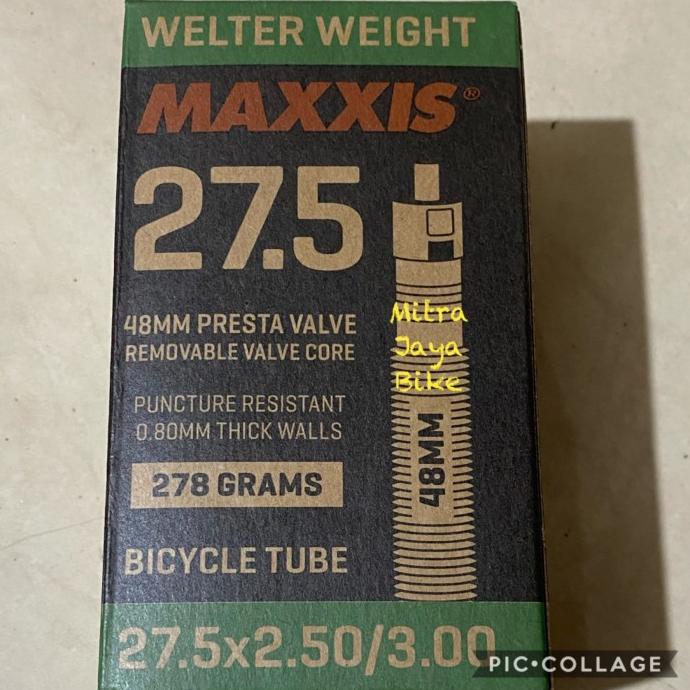 WELTER WEIGHT
MAXXIS®
27.5
48MM PRESTA VALVE
REMOVABLE VALVE CORE
PUNCTURE RESISTANT
0.80MM THICK WALLS
278 GRAMS
BICYCLE TUBE
27.5x2.50/3.00
Mitra
Jaya
Bike
48MM
PIC•COLLAGE